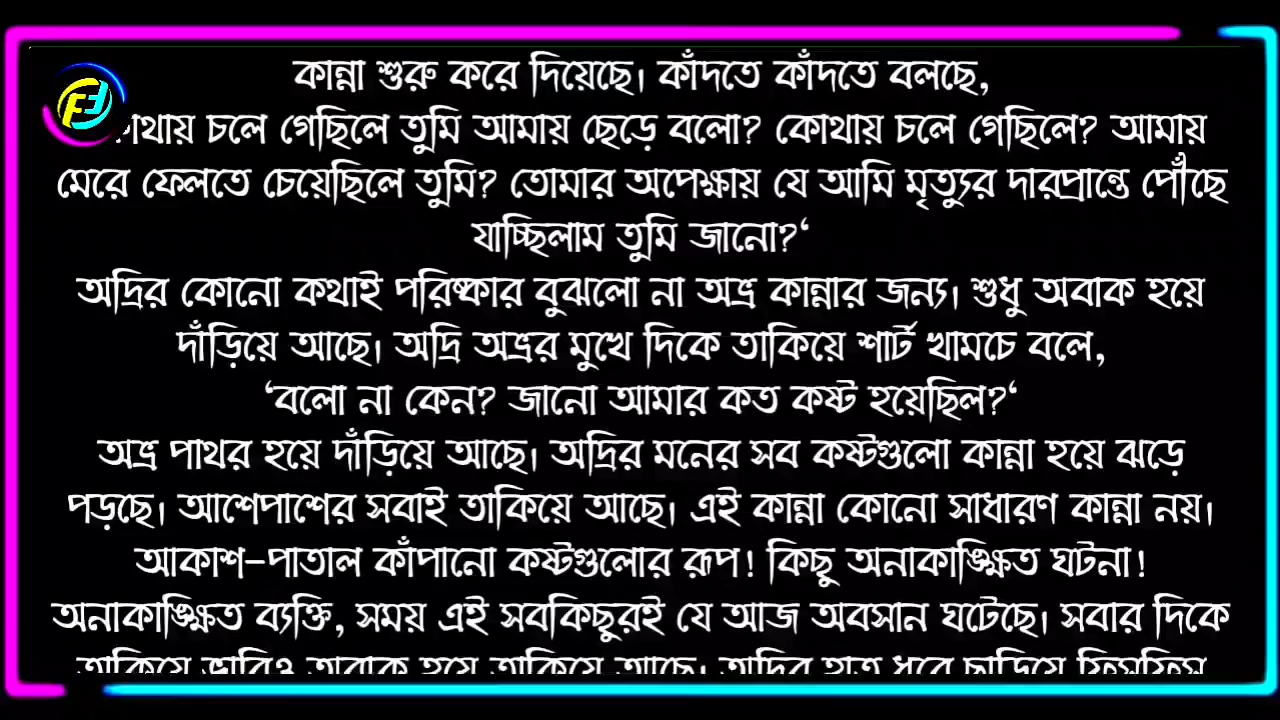 কান্না শুরু করে দিয়েছে। কাঁদতে কাঁদতে বলছে,
চলে গেছিলে তুমি আমায় ছেড়ে বলো? কোথায় চলে গেছিলে? আমায়
মেরে ফেলতে চেয়েছিলে তুমি? তোমার অপেক্ষায় যে আমি মৃত্যুর দারপ্রান্তে পৌঁছে
যাচ্ছিলাম তুমি জানো?‘
অদ্রির কোনো কথাই পরিষ্কার বুঝলো না অভ্র কান্নার জন্য। শুধু অবাক হয়ে
দাঁড়িয়ে আছে। অদ্রি অভ্রর মুখে দিকে তাকিয়ে শার্ট খামচে বলে,
‘বলো না কেন? জানো আমার কত কষ্ট হয়েছিল?‘
অভ্র পাথর হয়ে দাঁড়িয়ে আছে। অদ্রির মনের সব কষ্টগুলো কান্না হয়ে ঝড়ে
পড়ছে। আশেপাশের সবাই তাকিয়ে আছে। এই কান্না কোনো সাধারণ কান্না নয়।
আকাশ-পাতাল কাঁপানো কষ্টগুলোর রূপ! কিছু অনাকাঙ্ক্ষিত ঘটনা!
অনাকাঙ্ক্ষিত ব্যক্তি, সময় এই সবকিছুরই যে আজ অবসান ঘটেছে। সবার দিকে